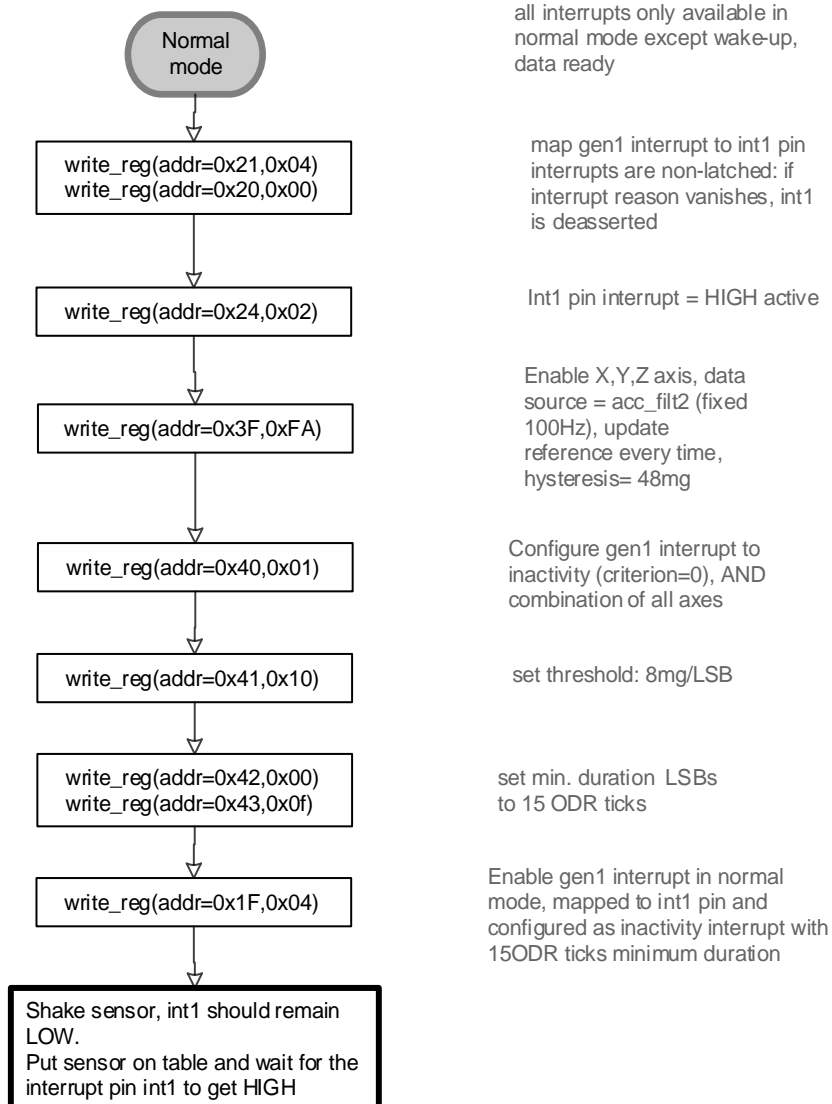 Normal
mode
all interrupts only available in
normal mode except wake-up,
data ready
write_reg(addr=0x21,0x04)
write_reg(addr=0x20,0x00)
map gen1 interrupt to int1 pin
interrupts are non-latched: if
interrupt reason vanishes, int1
is deasserted
write_reg(addr=0x24,0x02)
Int1 pin interrupt = HIGH active
write_reg(addr=0x3F,0xFA)
Enable X,Y,Z axis, data
source = acc_filt2 (fixed
100Hz), update
reference every time,
hysteresis= 48mg
write_reg(addr=0x40,0x01)
Configure gen1 interrupt to
inactivity (criterion=0), AND
combination of all axes
write_reg(addr=0x41,0x10)
set threshold: 8mg/LSB
write_reg(addr=0x42,0x00)
write_reg(addr=0x43,0x0f)
set min. duration LSBs
to 15 ODR ticks
write_reg(addr=0x1F,0x04)
Enable gen1 interrupt in normal
mode, mapped to int1 pin and
configured as inactivity interrupt with
15ODR ticks minimum duration
Shake sensor, int1 should remain
LOW.
Put sensor on table and wait for the
interrupt pin int1 to get HIGH